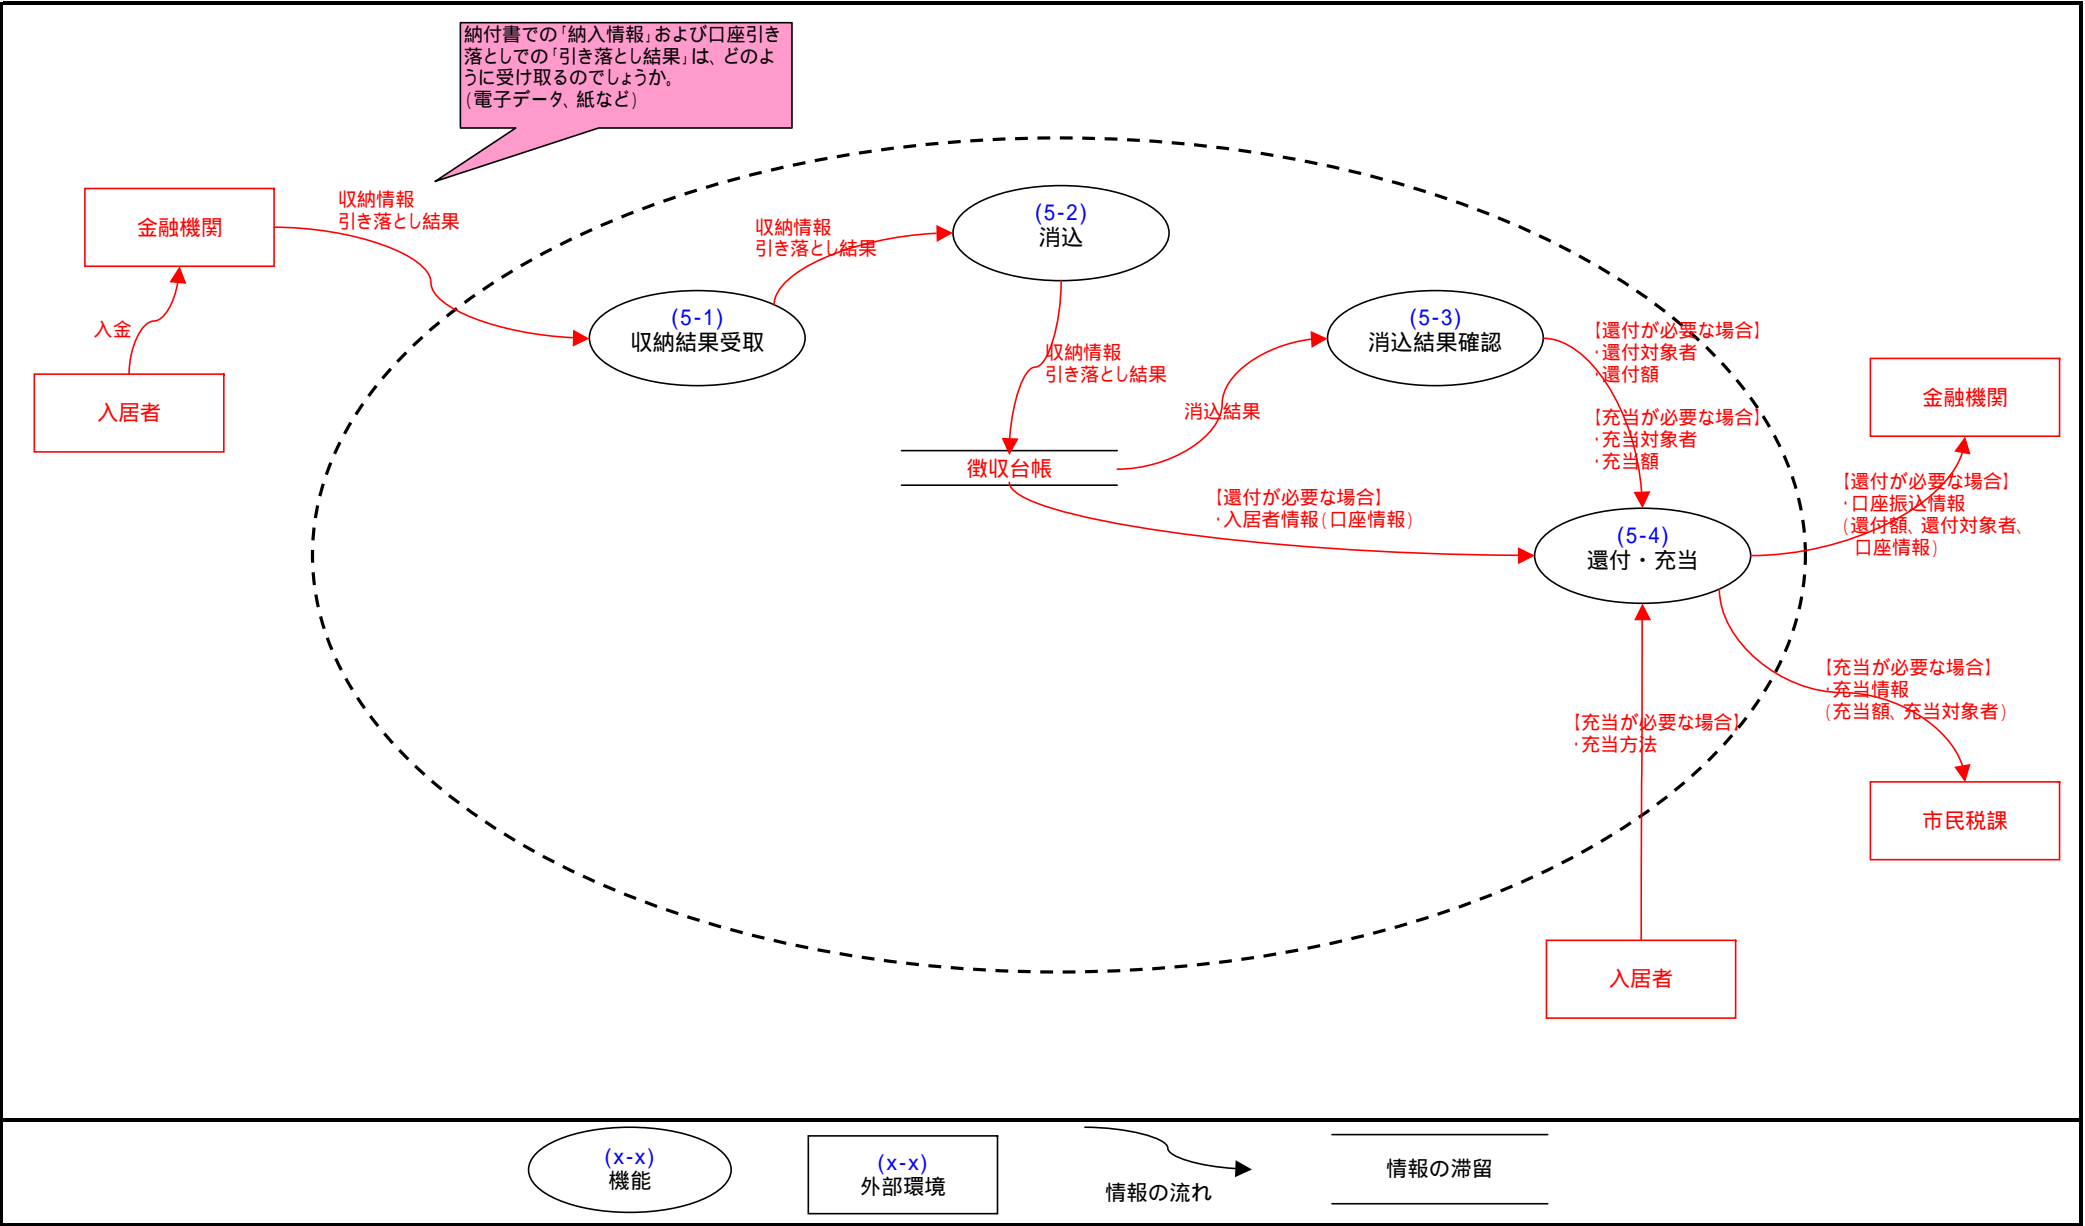 納付書での「納入情報」および口座引き
落としでの「引き落とし結果」は、どのよ
うに受け取るのでしょうか。
(電子データ、紙など)
金融機関
収納情報
引き落とし結果
入金
入居者
(5-1)
収納結果受取
収納情報
引き落とし結果
(5-2)
消込
収納情報
引き落とし結果
徴収台帳
消込結果
(5-3)
消込結果確認
【還付が必要な場合】
・還付対象者
・還付額
【充当が必要な場合】
・充当対象者
・充当額
【還付が必要な場合】
・入居者情報(口座情報)
(5-4)
還付・充当
金融機関
【還付が必要な場合】
・口座振込情報
(還付額、還付対象者、
口座情報)
【充当が必要な場合】
・充当情報
(充当額、充当対象者)
【充当が必要な場合】
・充当方法
市民税課
入居者
(x-x)
機能
(x-x)
外部環境
情報の流れ
情報の滞留